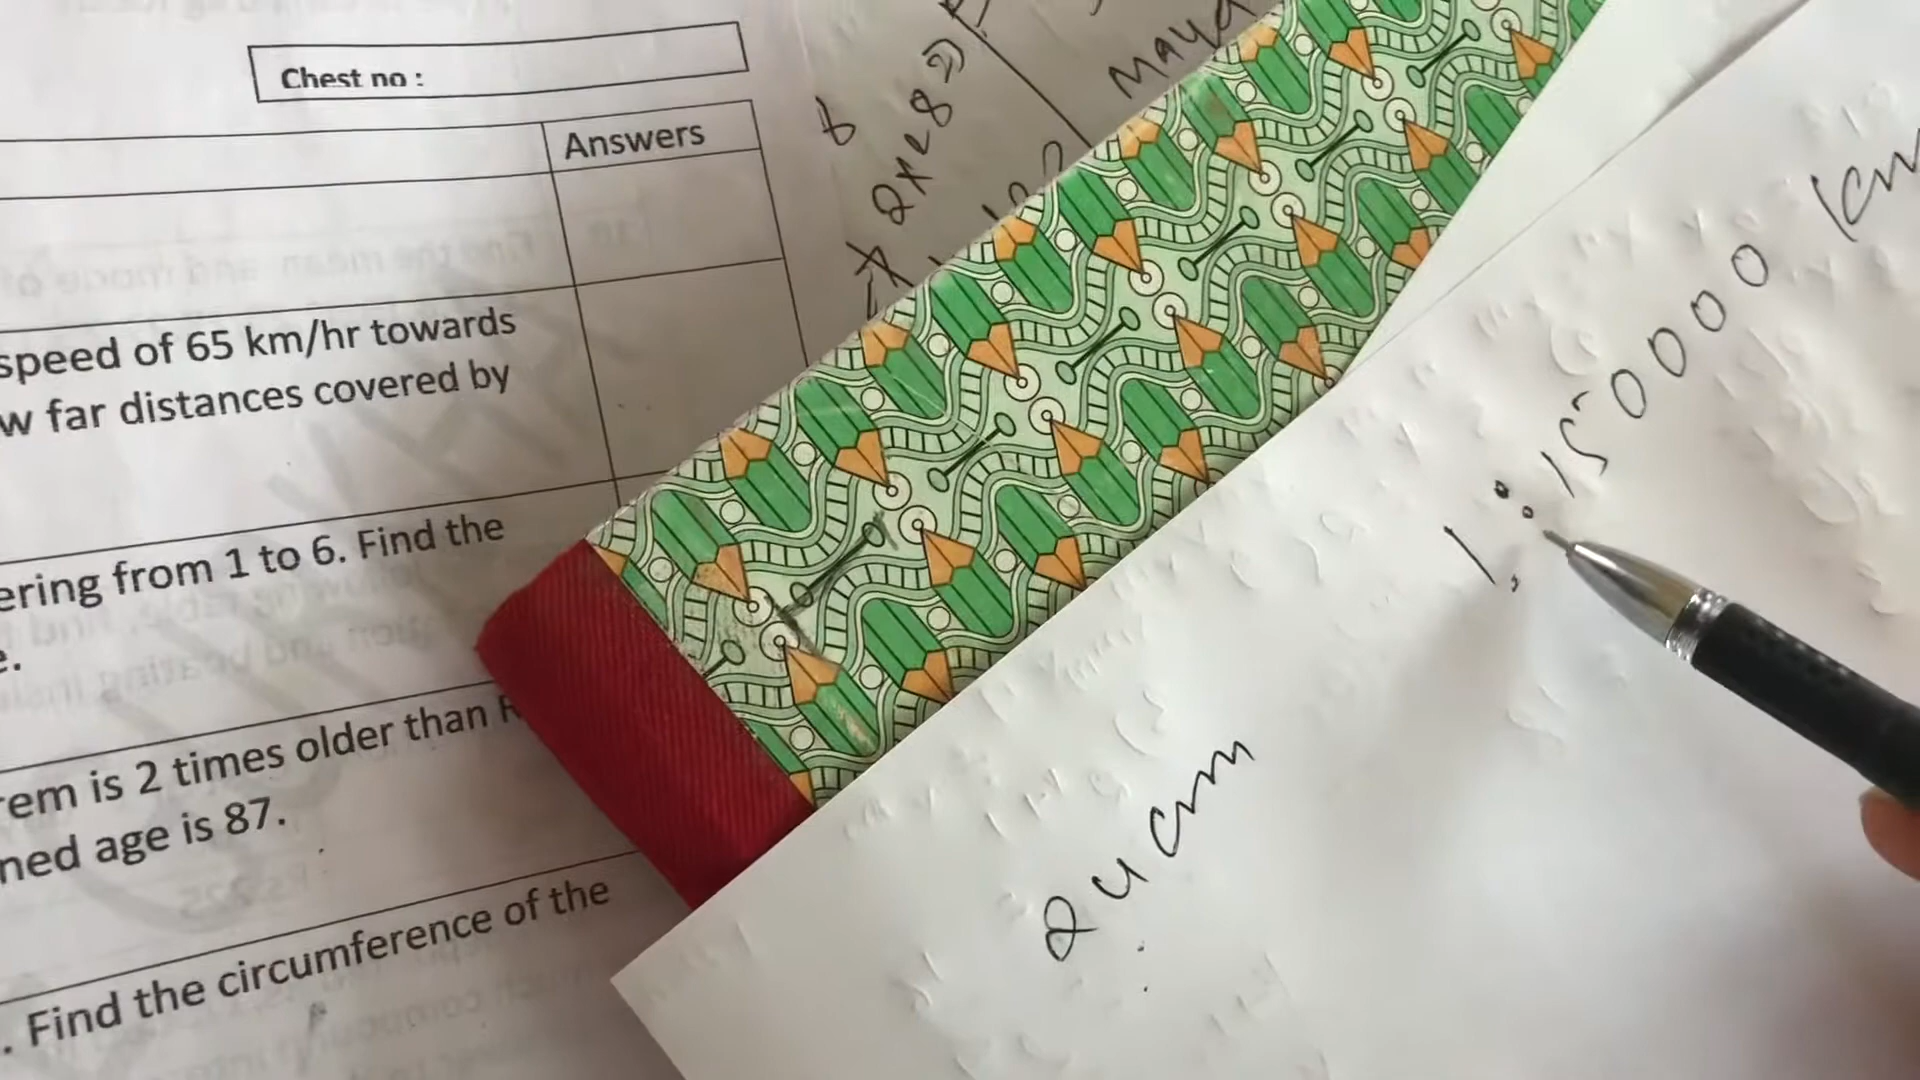 Chest no :
Answers
speed of 65 km/hr towards
w far distances covered by
ering from 1 to 6. Find the
e.
rem is 2 times older than
ned age is 87.
. Find the circumference of the
2x28
1:150000 km
24cm